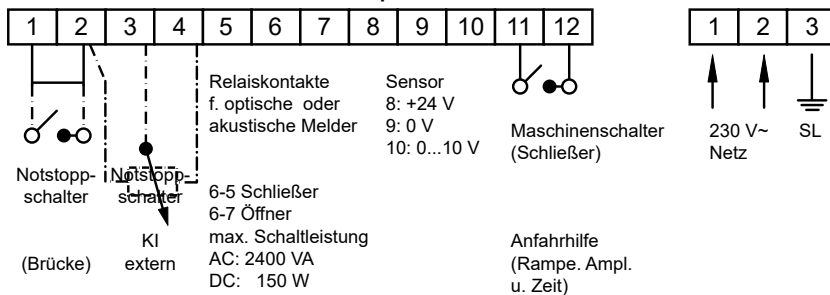 1 2 3 4 5 6 7 8 9 10 11 12
1 2 3
Relaiskontakte
f. optische oder
akustische Melder
Sensor
8: +24 V
9: 0 V
10: 0...10 V
Maschinenschalter
(Schließer)
230 V~
Netz
SL
Notstopp-
schalter
(Brücke)
Notstopp-
schalter
KI
extern
6-5 Schließer
6-7 Öffner
max. Schaltleistung
AC: 2400 VA
DC: 150 W
Anfahrhilfe
(Rampe. Ampl.
u. Zeit)